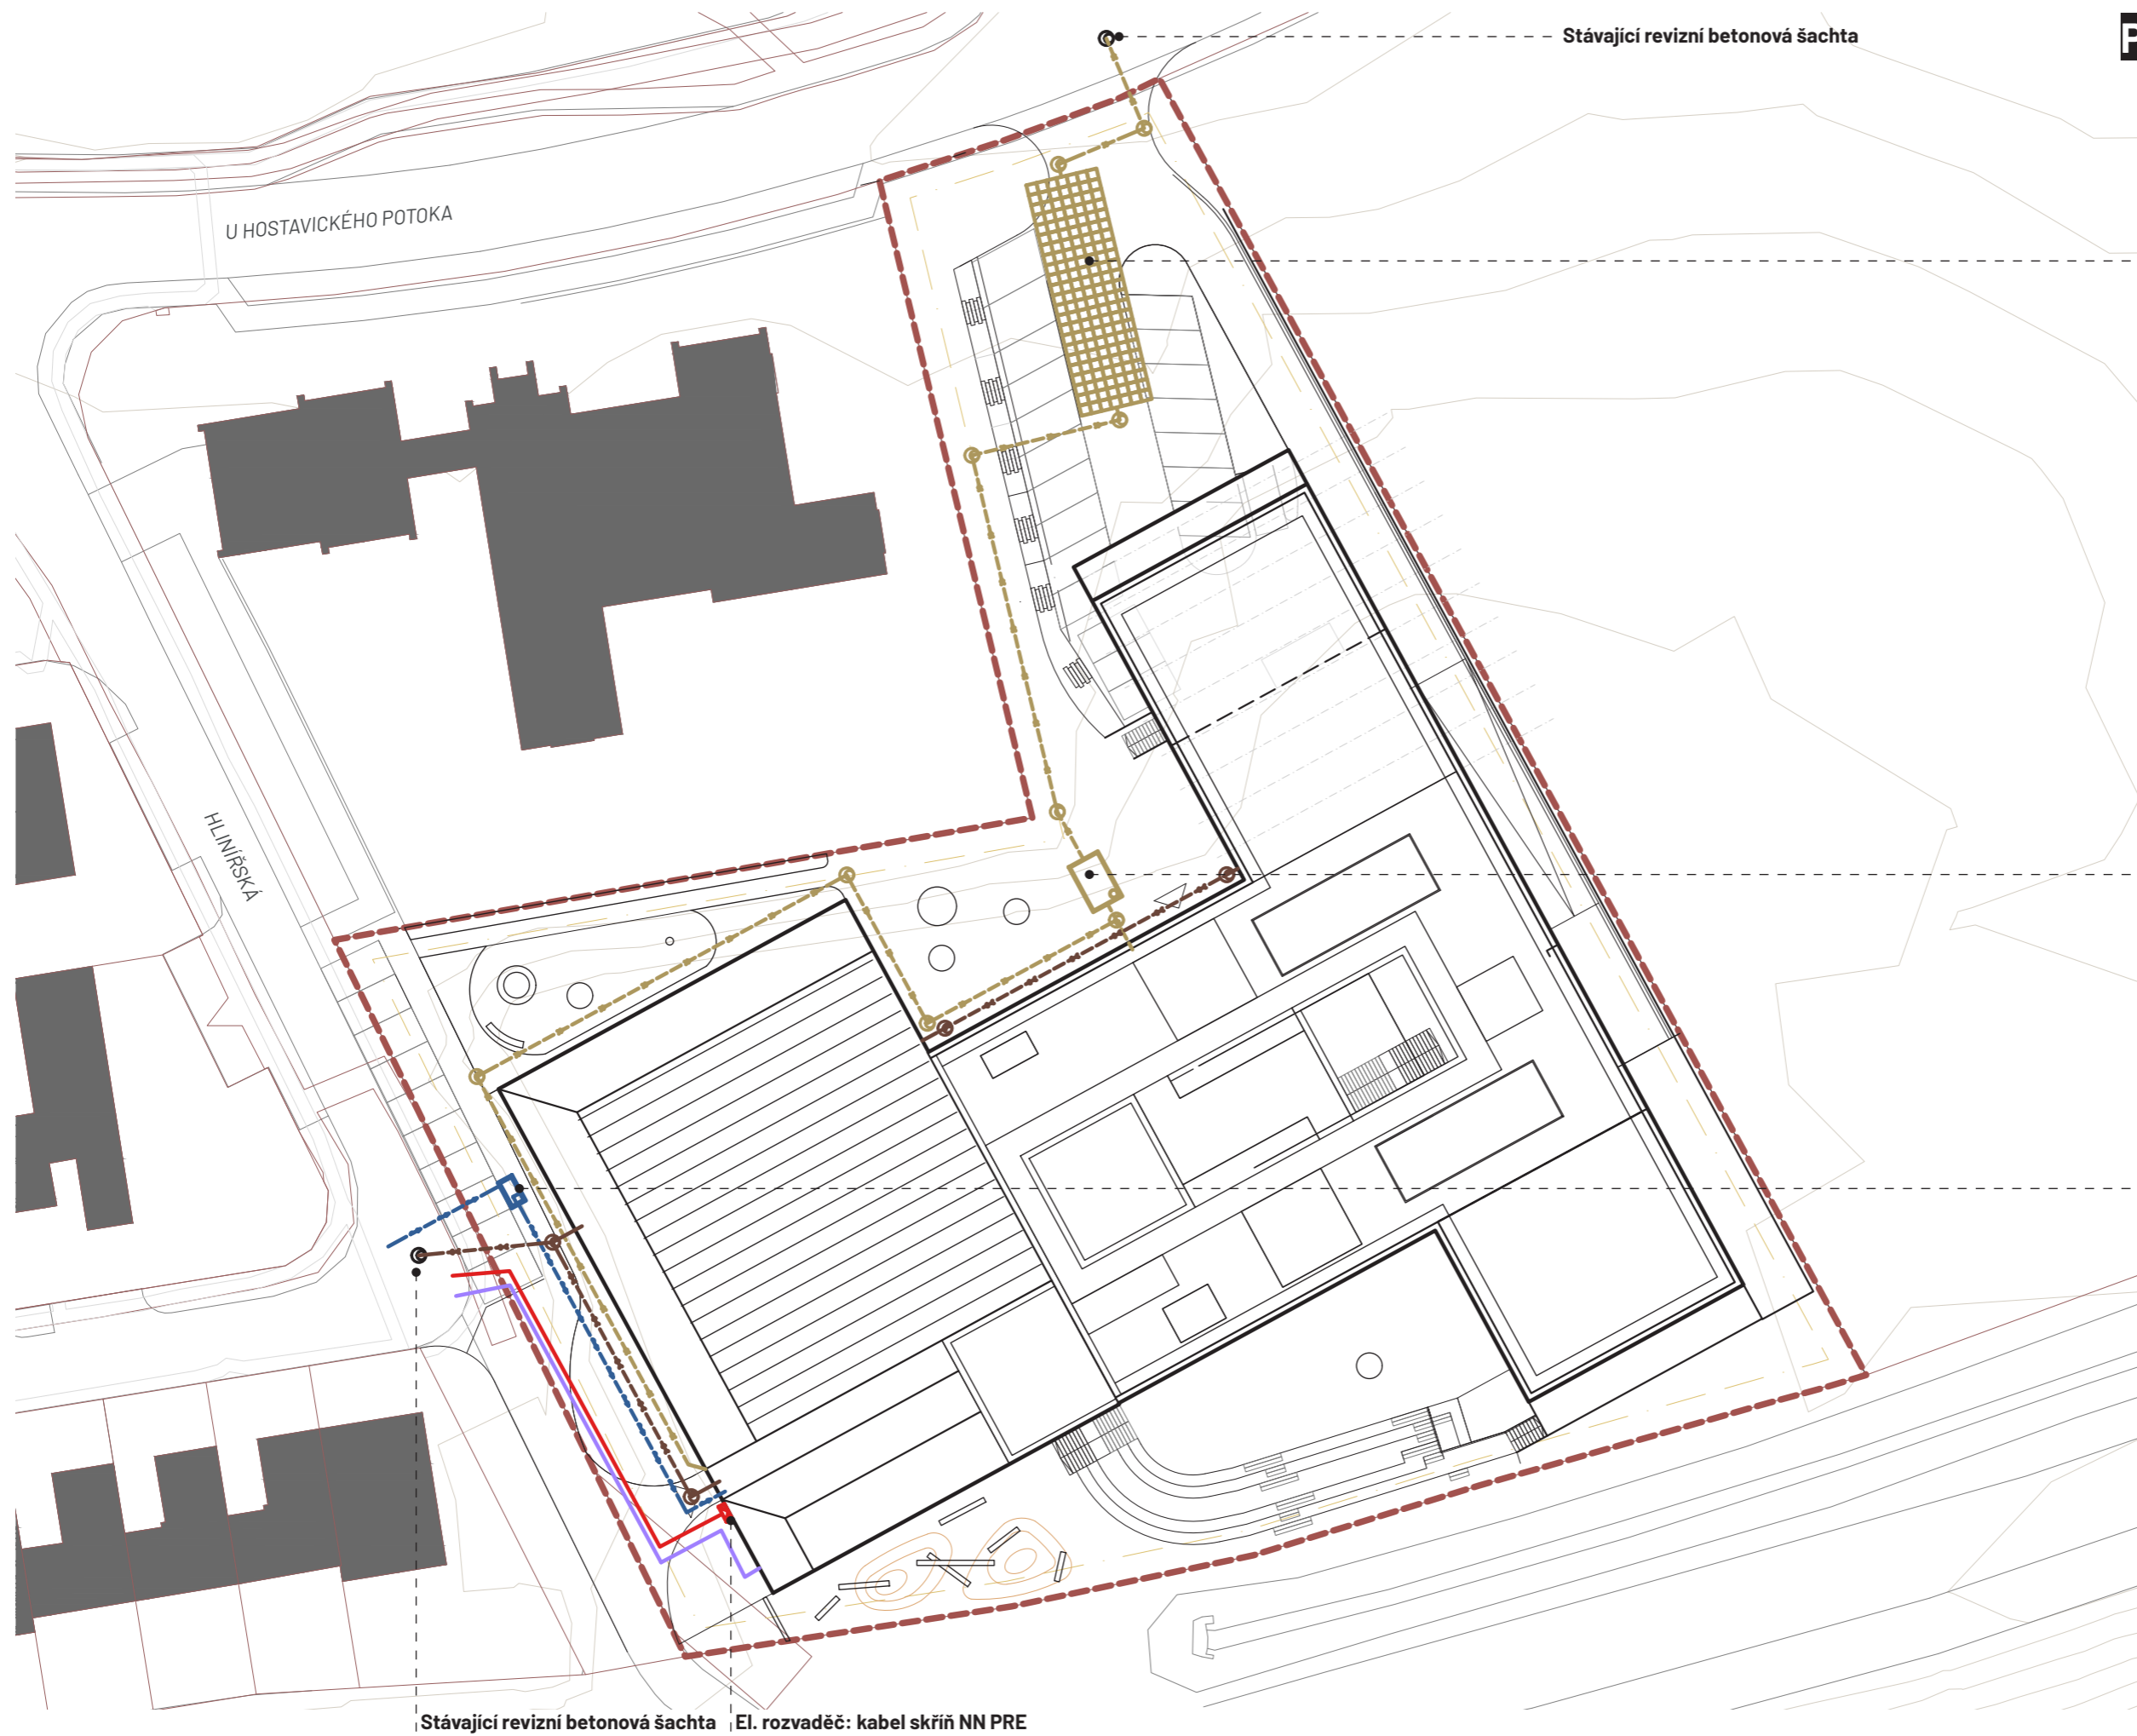 Stávající revizní betonová šachta
P
U HOSTAVICKÉHO POTOKA
HLINÍŘSKÁ
Stávající revizní betonová šachta
El. rozvaděč: kabel skříň NN PRE